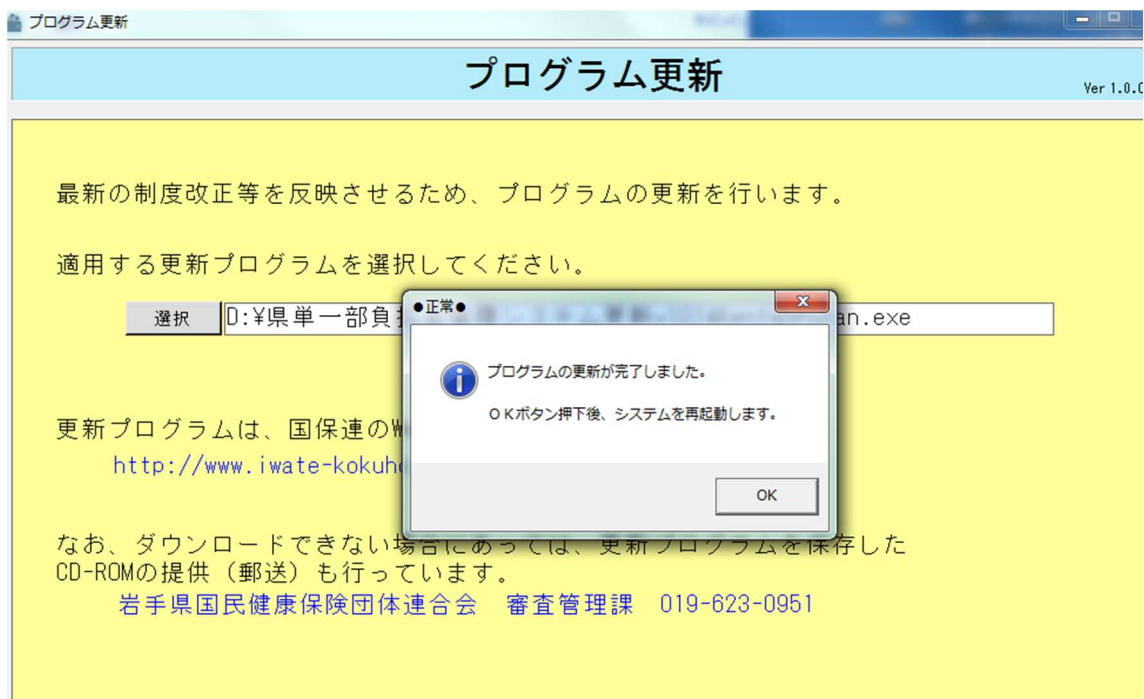 プログラム更新
プログラム更新
Ver 1.0.
最新の制度改正等を反映させるため、プログラムの更新を行います。
適用する更新プログラムを選択してください。
選択 D:¥県単一部負 an.exe
●正常●
プログラムの更新が完了しました。
OKボタン押下後、システムを再起動します。
OK
更新プログラムは、国保連の
http://www.iwate-kokuh
なお、ダウンロードできない場合にあっては、更新プログラムを保存した
CD-ROMの提供(郵送)も行っています。
岩手県国民健康保険団体連合会 審査管理課 019-623-0951